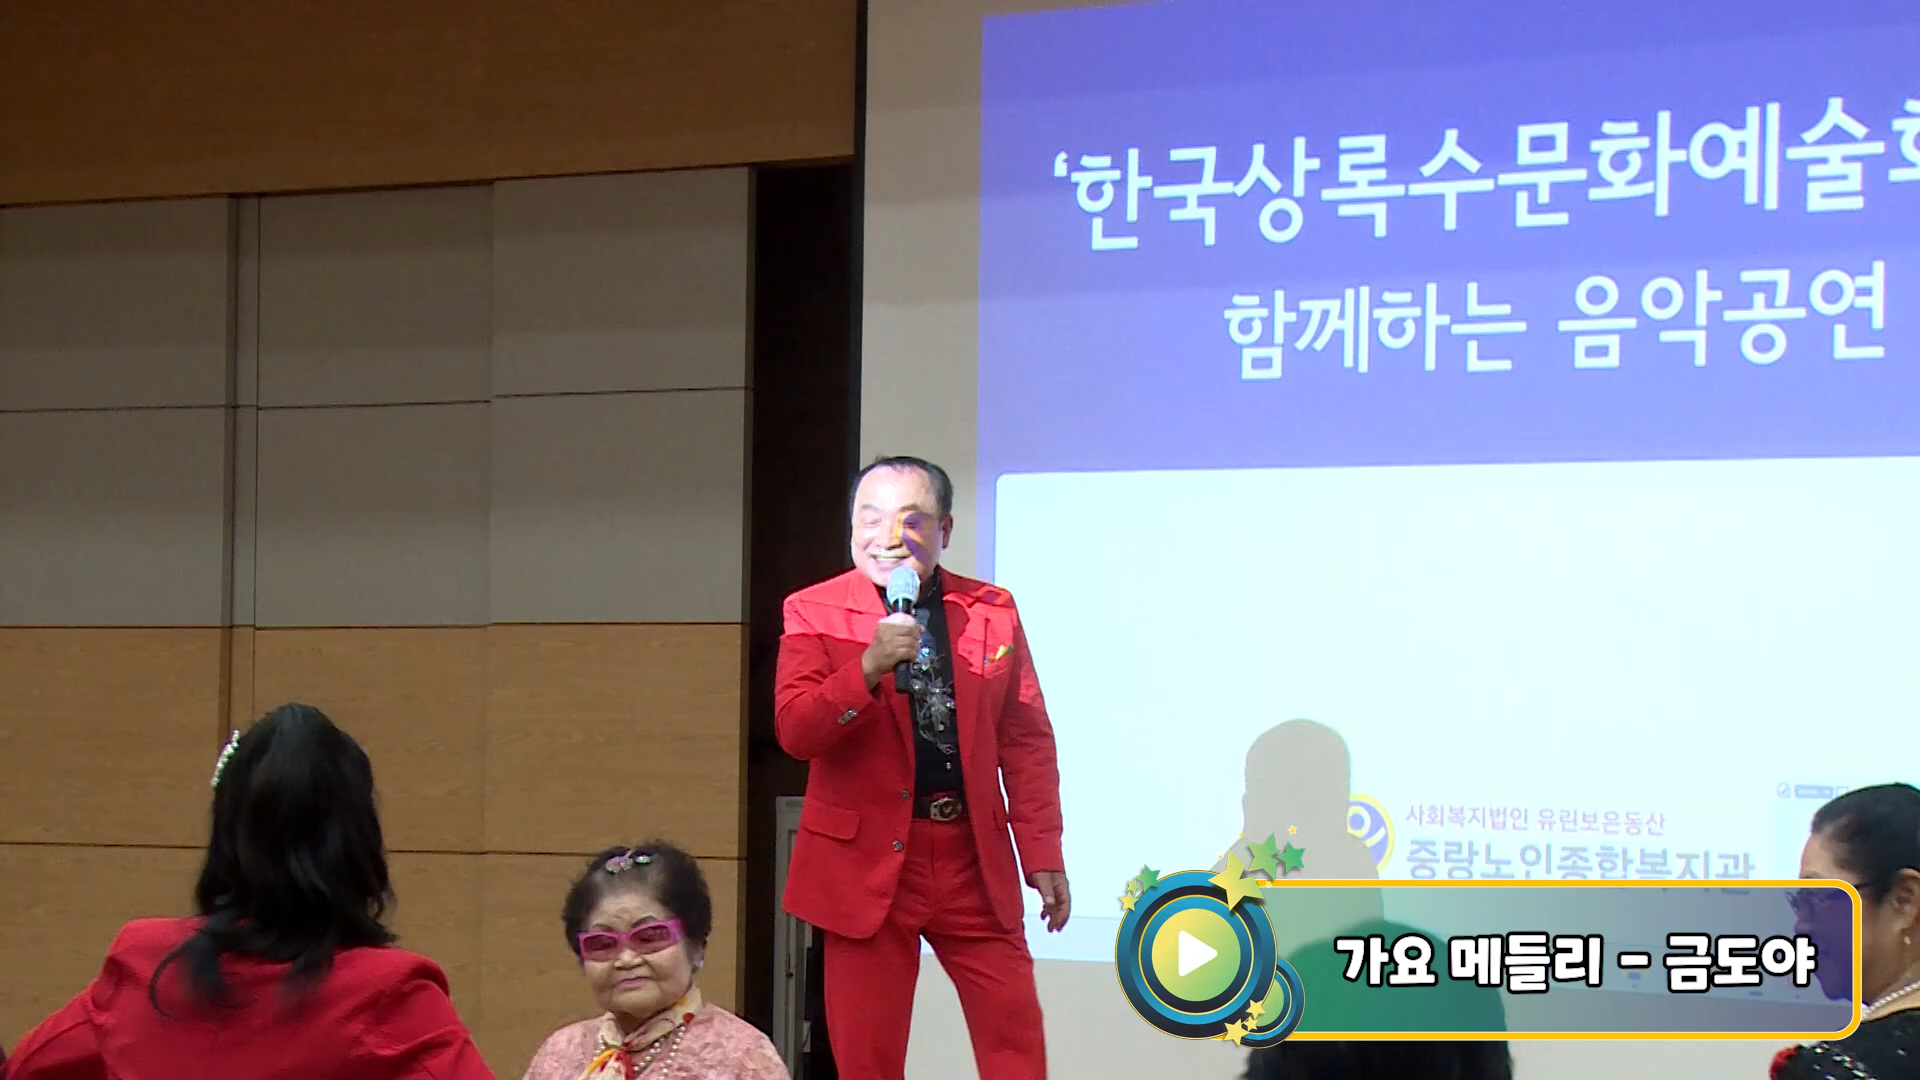 ‘한국상록수문화예술회
함께하는 음악공연
사회복지법인 유린보은동산
중랑노인종합복지관
가요 메들리 - 금도야